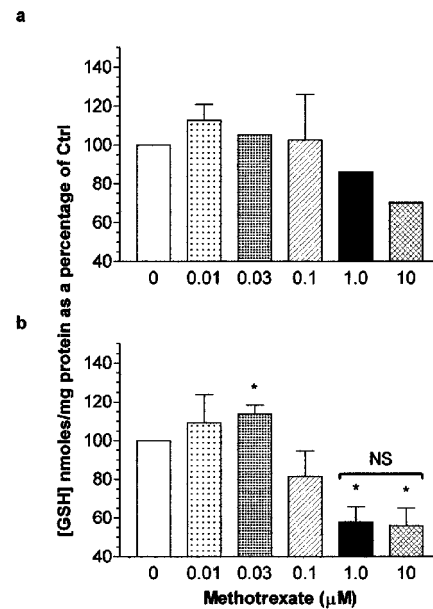 a
140
120
100
80
60
40
0 0.01 0.03 0.1 1.0 10
[GSH] nmoles/mg protein as a percentage of Ctrl
b
140
120
100
80
60
40
*
NS
* *
0 0.01 0.03 0.1 1.0 10
Methotrexate (μM)